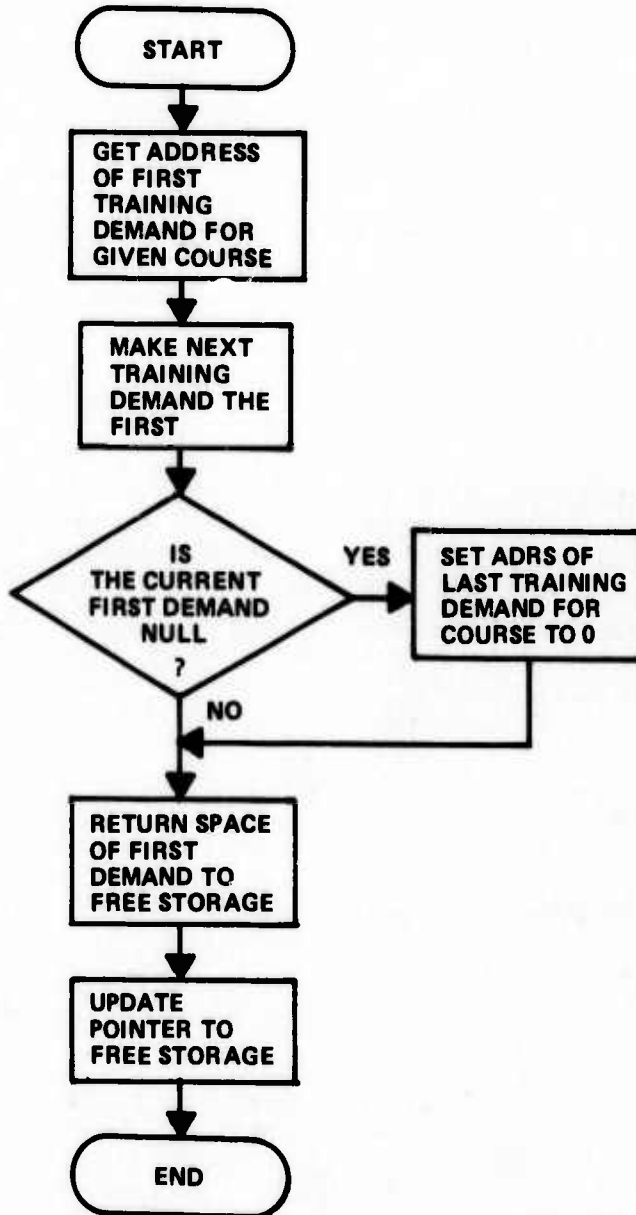 START
GET ADDRESS
OF FIRST
TRAINING
DEMAND FOR
GIVEN COURSE
MAKE NEXT
TRAINING
DEMAND THE
FIRST
IS
THE CURRENT
FIRST DEMAND
NULL
?
YES
SET ADRS OF
LAST TRAINING
DEMAND FOR
COURSE TO 0
NO
RETURN SPACE
OF FIRST
DEMAND TO
FREE STORAGE
UPDATE
POINTER TO
FREE STORAGE
END